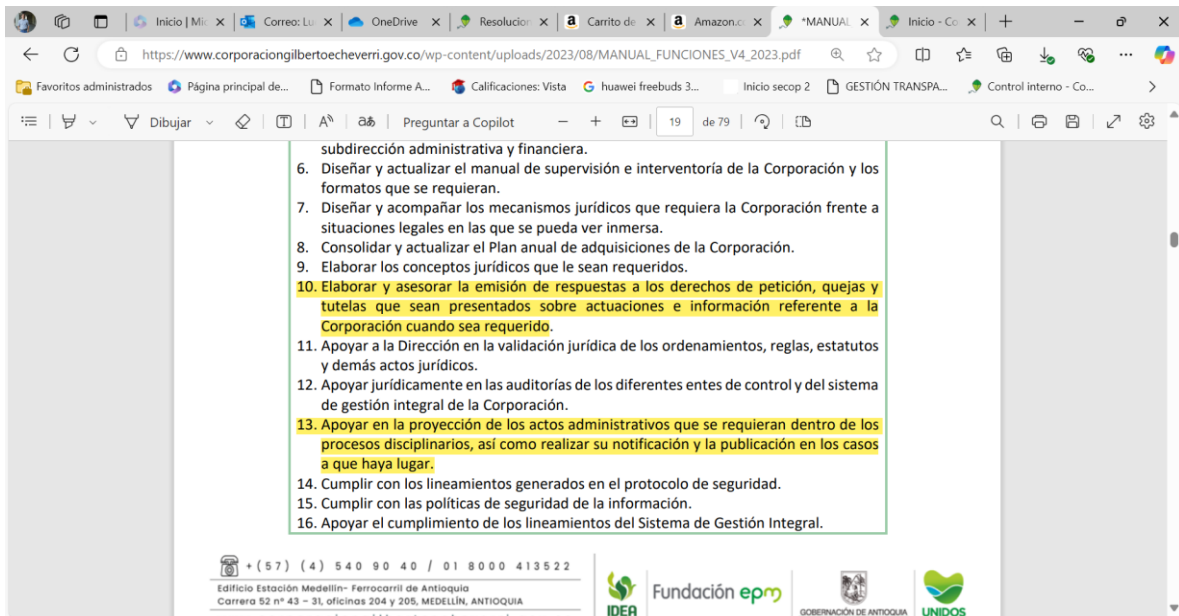 Inicio | Mic
Correo: Lu
OneDrive
Resolucion
Carrito de
Amazon.co
*MANUAL
Inicio - Co
https://www.corporaciongilbertoecheverri.gov.co/wp-content/uploads/2023/08/MANUAL_FUNCIONES_V4_2023.pdf
Favoritos administrados
Página principal de...
Formato Informe A...
Calificaciones: Vista
huawei freebuds 3...
Inicio secop 2
GESTIÓN TRANSPA...
Control interno - Co...
Dibujar
Preguntar a Copilot
19 de 79
subdirección administrativa y financiera.
6. Diseñar y actualizar el manual de supervisión e interventoría de la Corporación y los
formatos que se requieran.
7. Diseñar y acompañar los mecanismos jurídicos que requiera la Corporación frente a
situaciones legales en las que se pueda ver inmersa.
8. Consolidar y actualizar el Plan anual de adquisiciones de la Corporación.
9. Elaborar los conceptos jurídicos que le sean requeridos.
10. Elaborar y asesorar la emisión de respuestas a los derechos de petición, quejas y
tutelas que sean presentados sobre actuaciones e información referente a la
Corporación cuando sea requerido.
11. Apoyar a la Dirección en la validación jurídica de los ordenamientos, reglas, estatutos
y demás actos jurídicos.
12. Apoyar jurídicamente en las auditorías de los diferentes entes de control y del sistema
de gestión integral de la Corporación.
13. Apoyar en la proyección de los actos administrativos que se requieran dentro de los
procesos disciplinarios, así como realizar su notificación y la publicación en los casos
a que haya lugar.
14. Cumplir con los lineamientos generados en el protocolo de seguridad.
15. Cumplir con las políticas de seguridad de la información.
16. Apoyar el cumplimiento de los lineamientos del Sistema de Gestión Integral.
+(57) (4) 540 90 40 / 01 8000 413522
Edificio Estación Medellín- Ferrocarril de Antioquia
Carrera 52 n° 43 – 31, oficinas 204 y 205, MEDELLÍN, ANTIOQUIA
IDEA
Fundación epm
GOBERNACIÓN DE ANTIOQUIA
UNIDOS